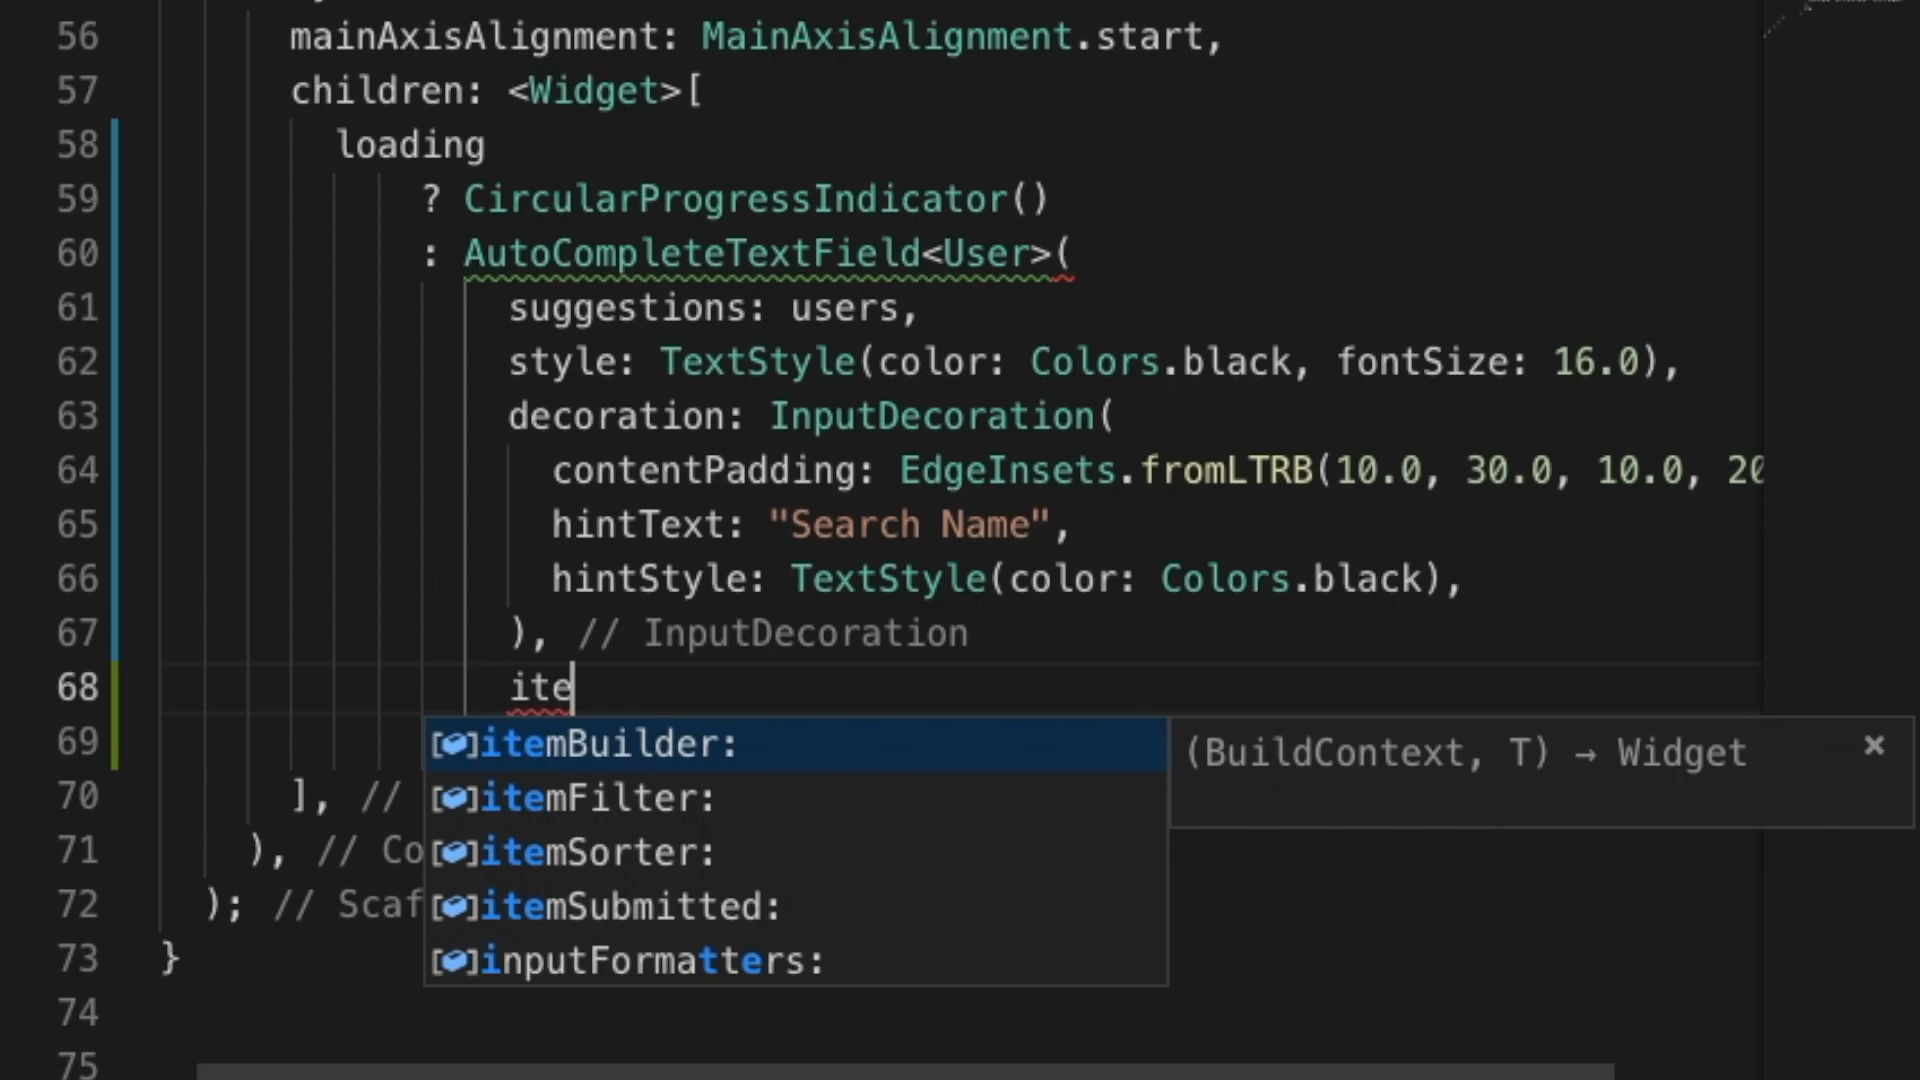 56 mainAxisAlignment: MainAxisAlignment.start,
57 children: <Widget>[
58 loading
59 ? CircularProgressIndicator()
60 : AutoCompleteTextField<User>(
61 suggestions: users,
62 style: TextStyle(color: Colors.black, fontSize: 16.0),
63 decoration: InputDecoration(
64 contentPadding: EdgeInsets.fromLTRB(10.0, 30.0, 10.0, 20
65 hintText: "Search Name",
66 hintStyle: TextStyle(color: Colors.black),
67 ), // InputDecoration
68 ite
69 itemBuilder: (BuildContext, T) → Widget ×
70 ], // itemFilter:
71 ), // Co itemSorter:
72 ); // Scaf itemSubmitted:
73 } inputFormatters:
74
75